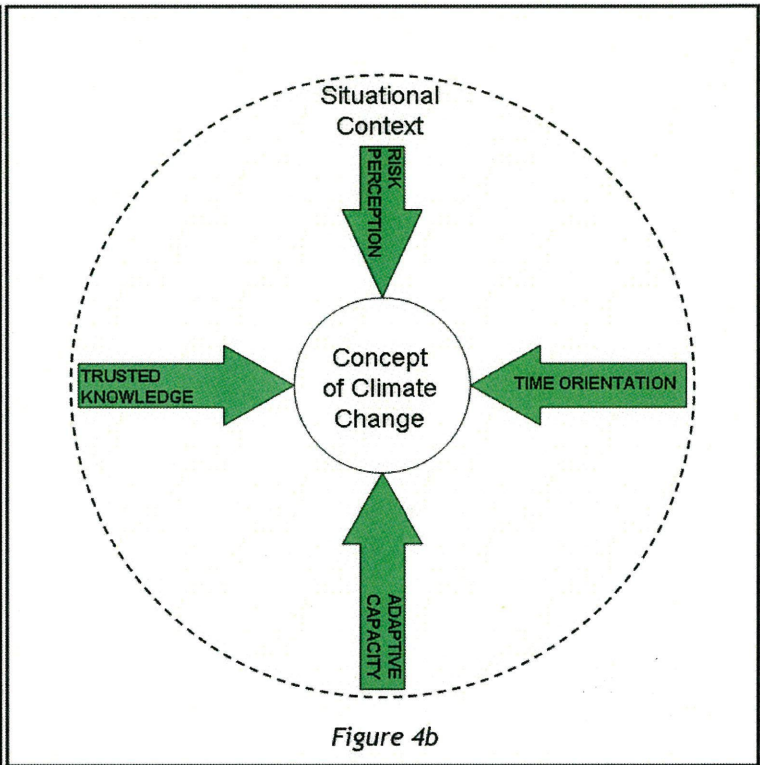 Situational
Context
RISK
PERCEPTION
TRUSTED
KNOWLEDGE
Concept
of Climate
Change
TIME ORIENTATION
ADAPTIVE
CAPACITY
Figure 4b